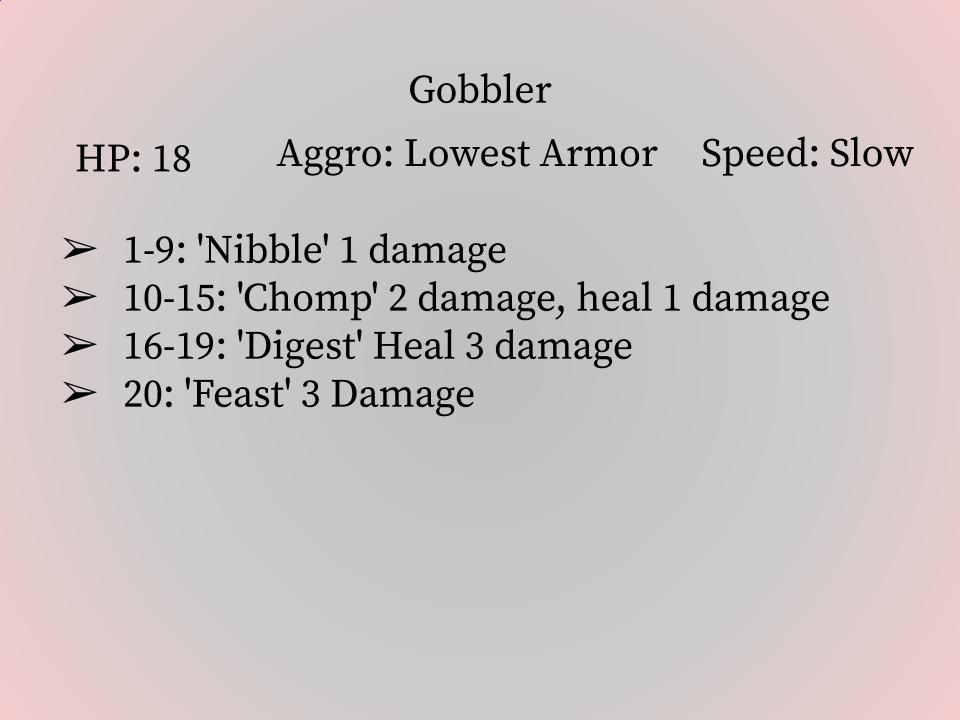 Gobbler
HP: 18 Aggro: Lowest Armor Speed: Slow
➢ 1-9: 'Nibble' 1 damage
➢ 10-15: 'Chomp' 2 damage, heal 1 damage
➢ 16-19: 'Digest' Heal 3 damage
➢ 20: 'Feast' 3 Damage